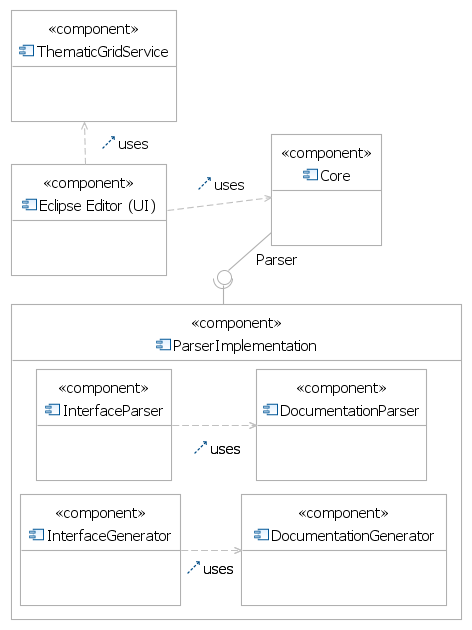 «component»
ThematicGridService
uses
«component»
Eclipse Editor (UI)
uses
«component»
Core
Parser
«component»
ParserImplementation
«component»
InterfaceParser
«component»
DocumentationParser
uses
«component»
InterfaceGenerator
«component»
DocumentationGenerator
uses